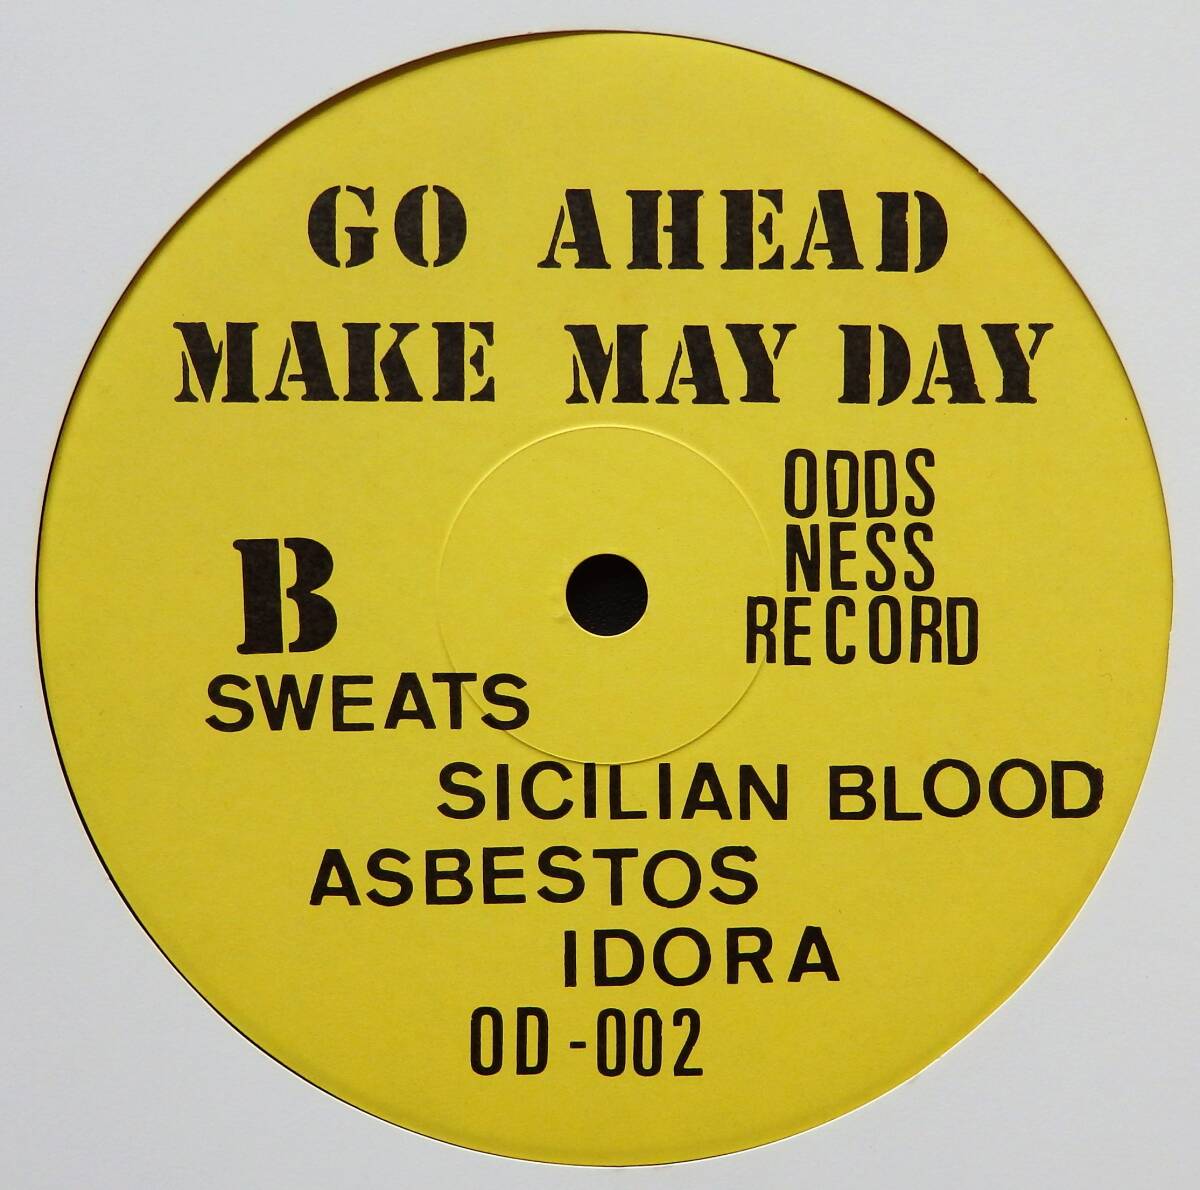 GO AHEAD
MAKE MAY DAY
ODDS
NESS
RECORD
B
SWEATS
SICILIAN BLOOD
ASBESTOS
IDORA
OD-002